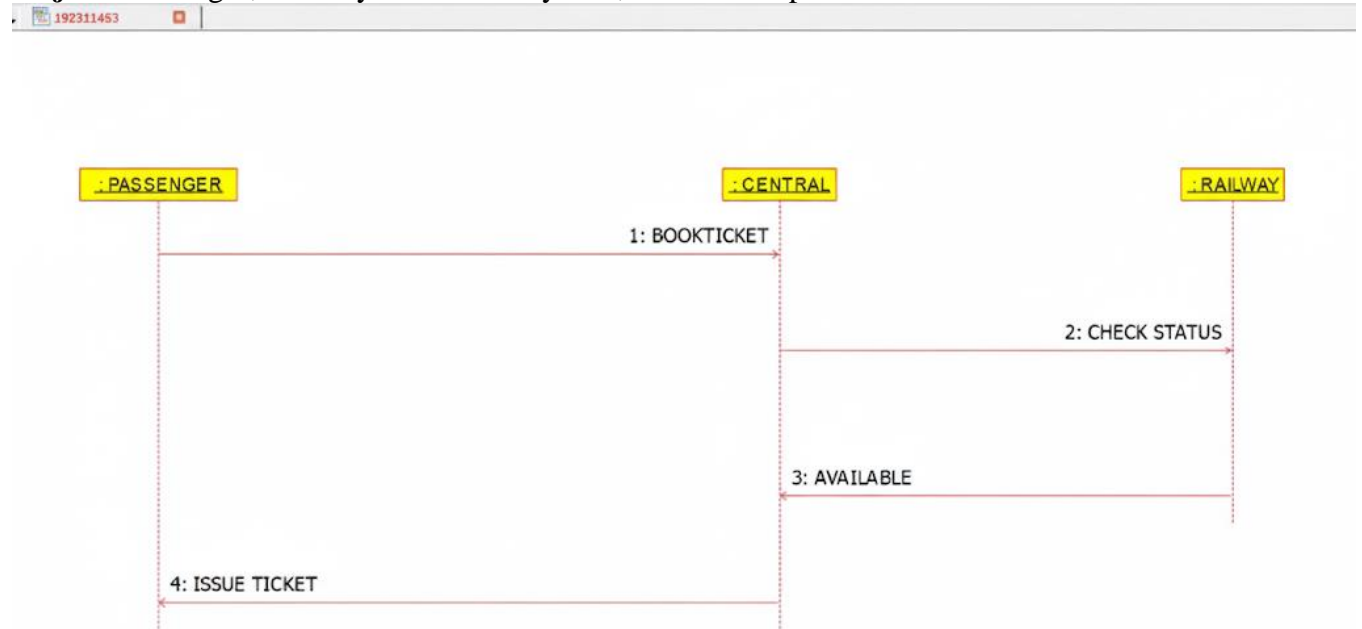 192311453
: PASSENGER
: CENTRAL
: RAILWAY
1: BOOKTICKET
2: CHECK STATUS
3: AVAILABLE
4: ISSUE TICKET